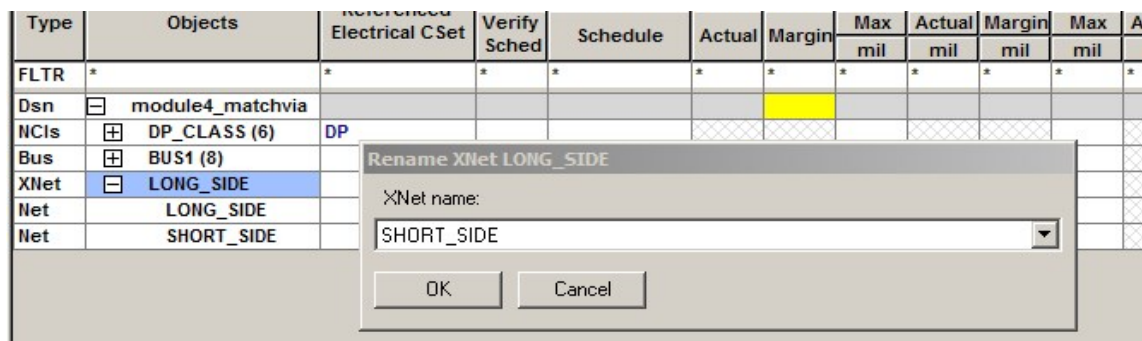 Type Objects Referenced Electrical CSet Verify Sched Schedule Actual Margin Max Actual Margin Max
mil mil mil mil
FLTR * * * * * * * * * * *
Dsn module4_matchvia
NCls DP_CLASS (6) DP
Bus BUS1 (8)
XNet LONG_SIDE
Net LONG_SIDE
Net SHORT_SIDE
Rename XNet LONG_SIDE
XNet name:
SHORT_SIDE
OK Cancel